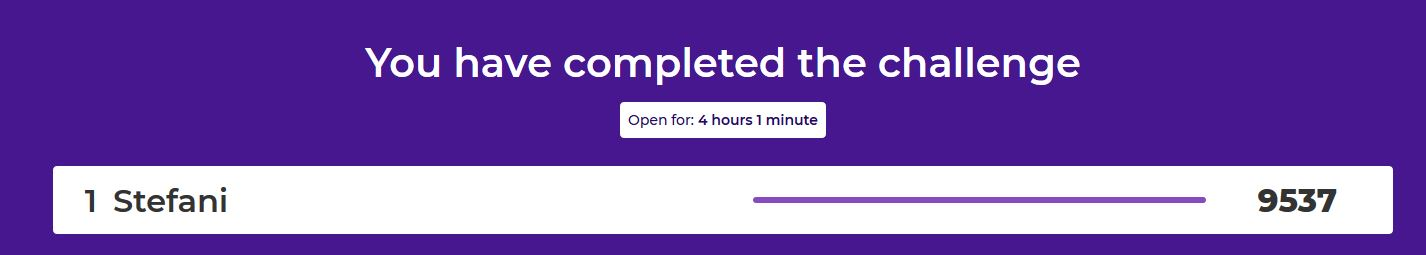 You have completed the challenge
Open for: 4 hours 1 minute
1 Stefani 9537